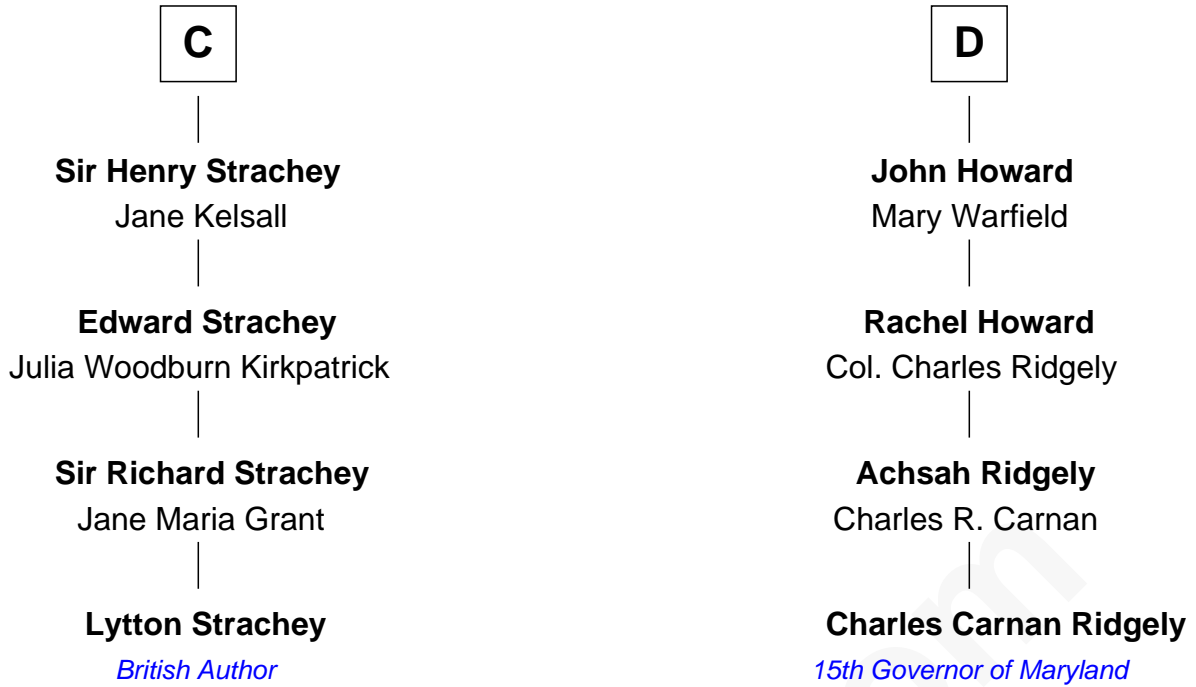 C
Sir Henry Strachey
Jane Kelsall
Edward Strachey
Julia Woodburn Kirkpatrick
Sir Richard Strachey
Jane Maria Grant
Lytton Strachey
British Author
D
John Howard
Mary Warfield
Rachel Howard
Col. Charles Ridgely
Achsah Ridgely
Charles R. Carnan
Charles Carnan Ridgely
15th Governor of Maryland